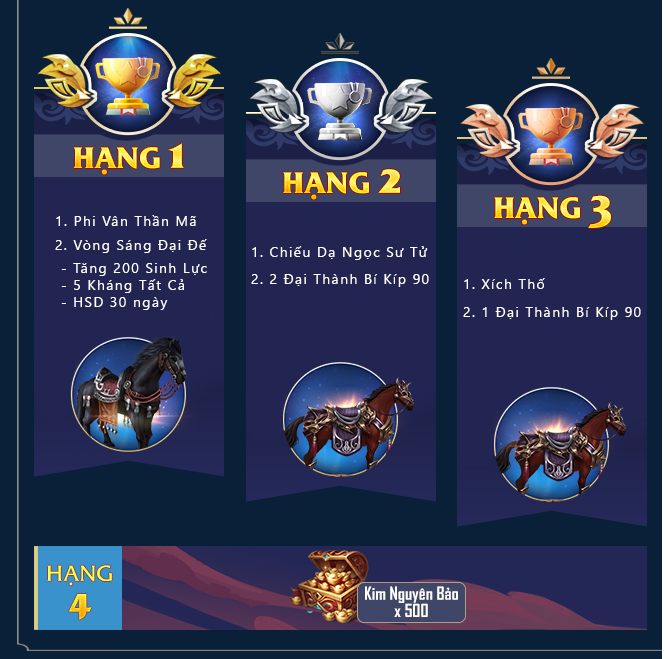 HẠNG 1
1. Phi Vân Thần Mã
2. Vòng Sáng Đại Đế
- Tăng 200 Sinh Lực
- 5 Kháng Tất Cả
- HSD 30 ngày
HẠNG 2
1. Chiếu Dạ Ngọc Sư Tử
2. 2 Đại Thành Bí Kíp 90
HẠNG 3
1. Xích Thố
2. 1 Đại Thành Bí Kíp 90
HẠNG
4
Kim Nguyên Bảo
x 500